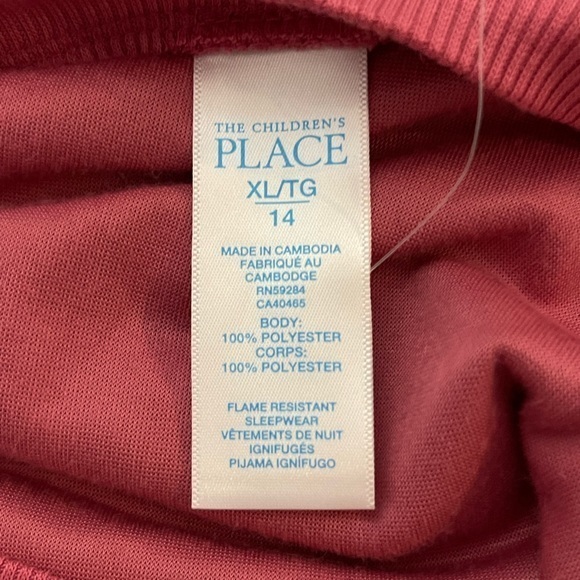 THE CHILDREN'S
PLACE
XL/TG
14
MADE IN CAMBODIA
FABRIQUÉ AU
CAMBODGE
RN59284
CA40465
BODY:
100% POLYESTER
CORPS:
100% POLYESTER
FLAME RESISTANT
SLEEPWEAR
VÊTEMENTS DE NUIT
IGNIFUGÉS
PIJAMA IGNÍFUGO